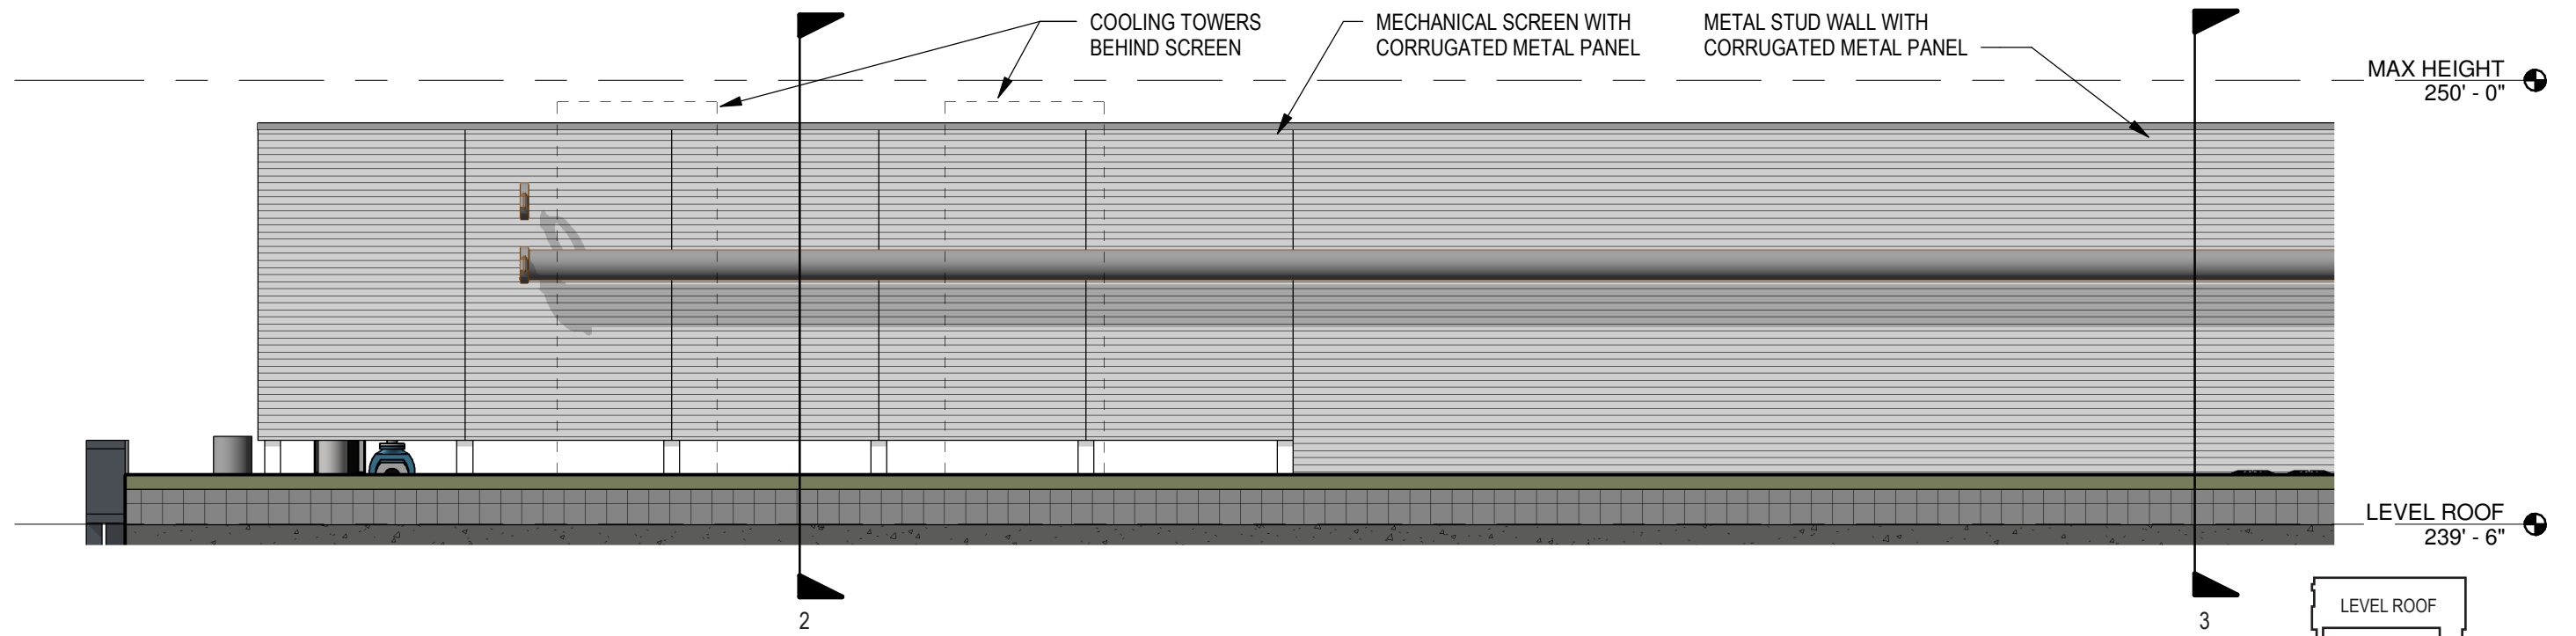 COOLING TOWERS
BEHIND SCREEN
MECHANICAL SCREEN WITH
CORRUGATED METAL PANEL
METAL STUD WALL WITH
CORRUGATED METAL PANEL
MAX HEIGHT
250' - 0"
LEVEL ROOF
239' - 6"
2
3
LEVEL ROOF